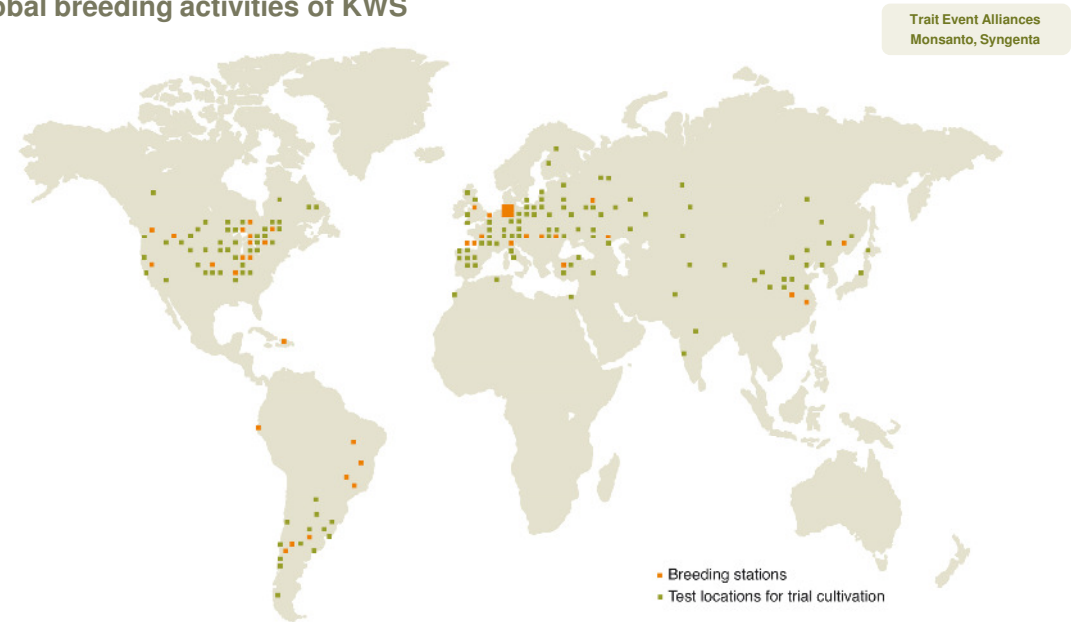 obal breeding activities of KWS
Trait Event Alliances
Monsanto, Syngenta
Breeding stations
Test locations for trial cultivation